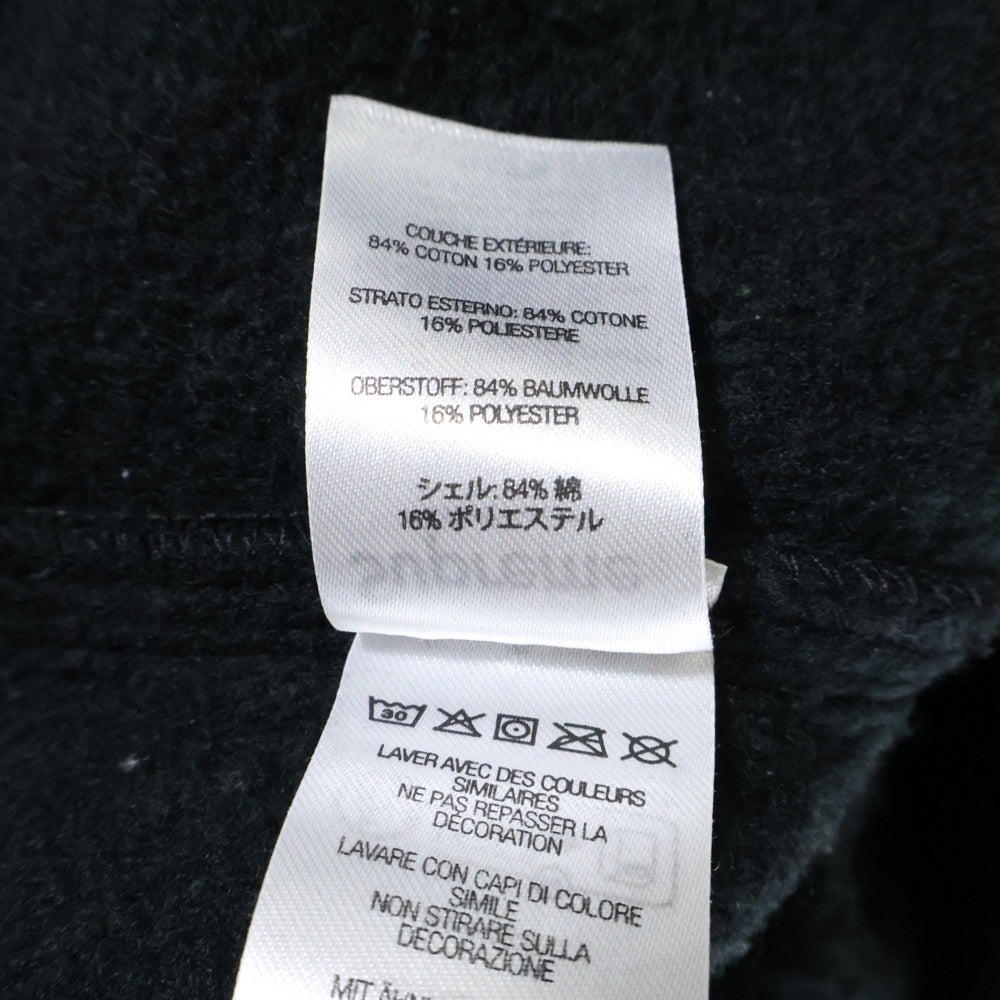 COUCHE EXTÉRIEURE:
84% COTON 16% POLYESTER
STRATO ESTERNO: 84% COTONE
16% POLIESTERE
OBERSTOFF: 84% BAUMWOLLE
16% POLYESTER
シェル: 84% 綿
16% ポリエステル
30
LAVER AVEC DES COULEURS
SIMILAIRES
NE PAS REPASSER LA
DÉCORATION
LAVARE CON CAPI DI COLORE
SIMILE
NON STIRARE SULLA
DECORAZIONE
MIT